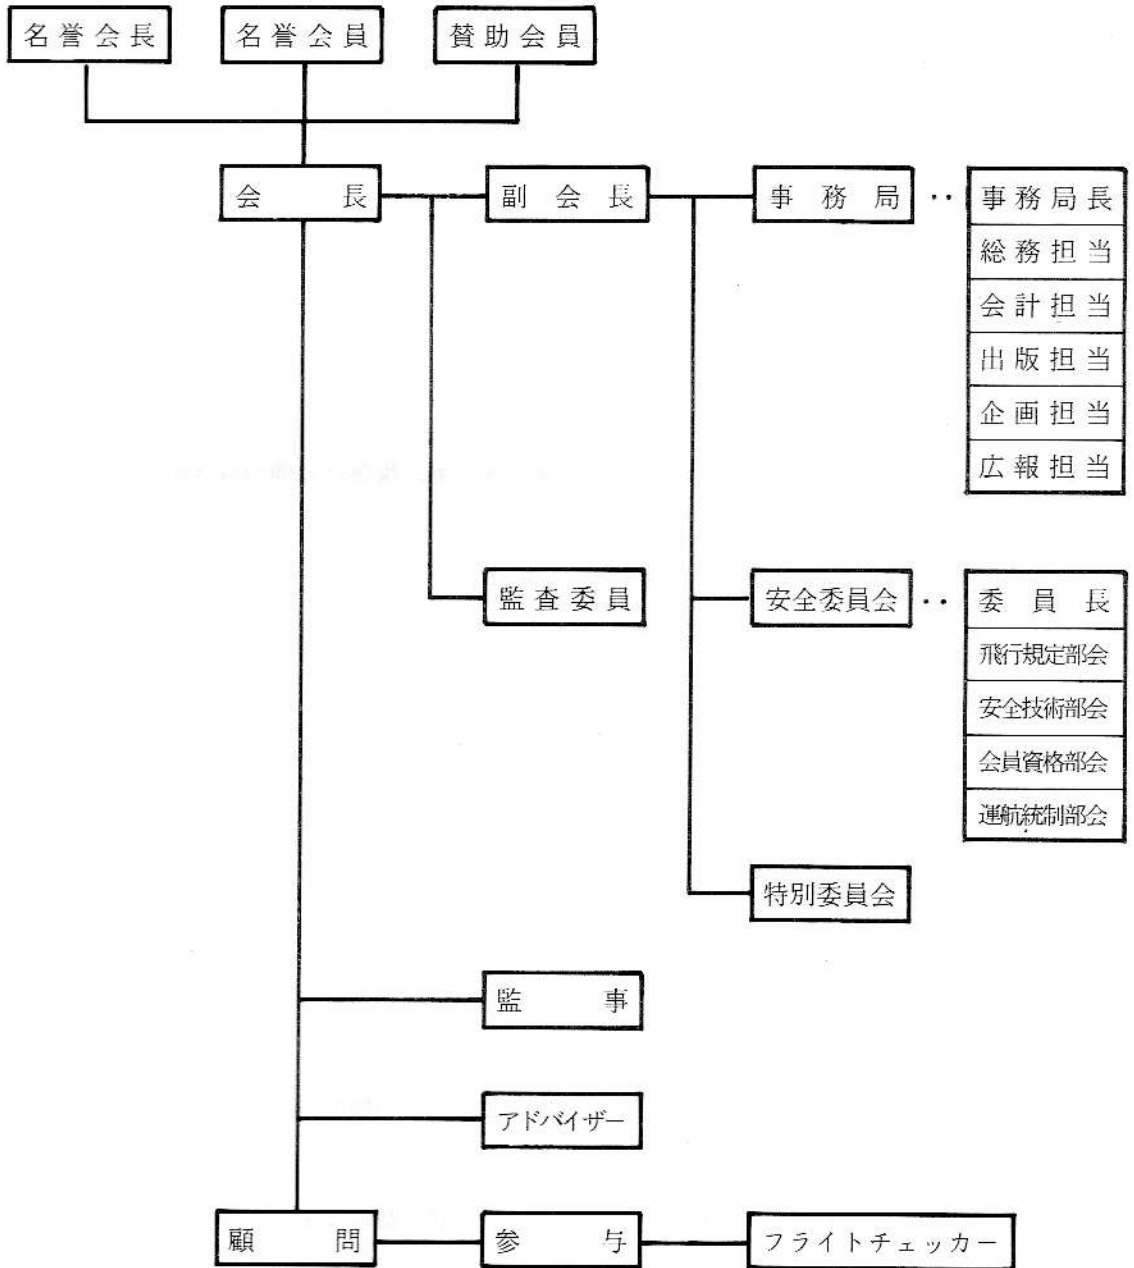 名誉会長
名誉会員
賛助会員
会長
副会長
事務局
‥
事務局長
総務担当
会計担当
出版担当
企画担当
広報担当
監査委員
安全委員会
‥
委員長
飛行規定部会
安全技術部会
会員資格部会
運航統制部会
特別委員会
監事
アドバイザー
顧問
参与
フライトチェッカー